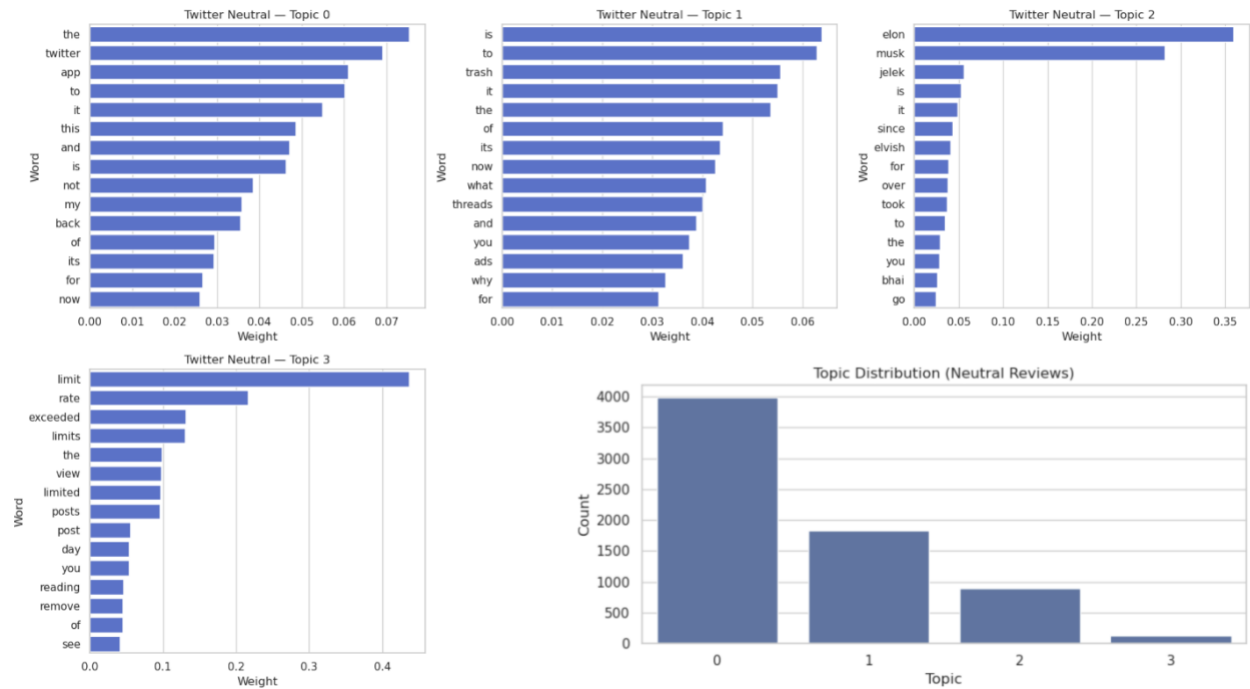 Twitter Neutral — Topic 0
the
twitter
app
to
it
this
and
is
not
my
back
of
its
for
now
Word
0.00 0.01 0.02 0.03 0.04 0.05 0.06 0.07
Weight
Twitter Neutral — Topic 1
is
to
trash
it
the
of
its
now
what
threads
and
you
ads
why
for
Word
0.00 0.01 0.02 0.03 0.04 0.05 0.06
Weight
Twitter Neutral — Topic 2
elon
musk
jelek
is
it
since
elvish
for
over
took
to
the
you
bhai
go
Word
0.00 0.05 0.10 0.15 0.20 0.25 0.30 0.35
Weight
Twitter Neutral — Topic 3
limit
rate
exceeded
limits
the
view
limited
posts
post
day
you
reading
remove
of
see
Word
0.0 0.1 0.2 0.3 0.4
Weight
Topic Distribution (Neutral Reviews)
4000
3500
3000
2500
2000
1500
1000
500
0
Count
0 1 2 3
Topic